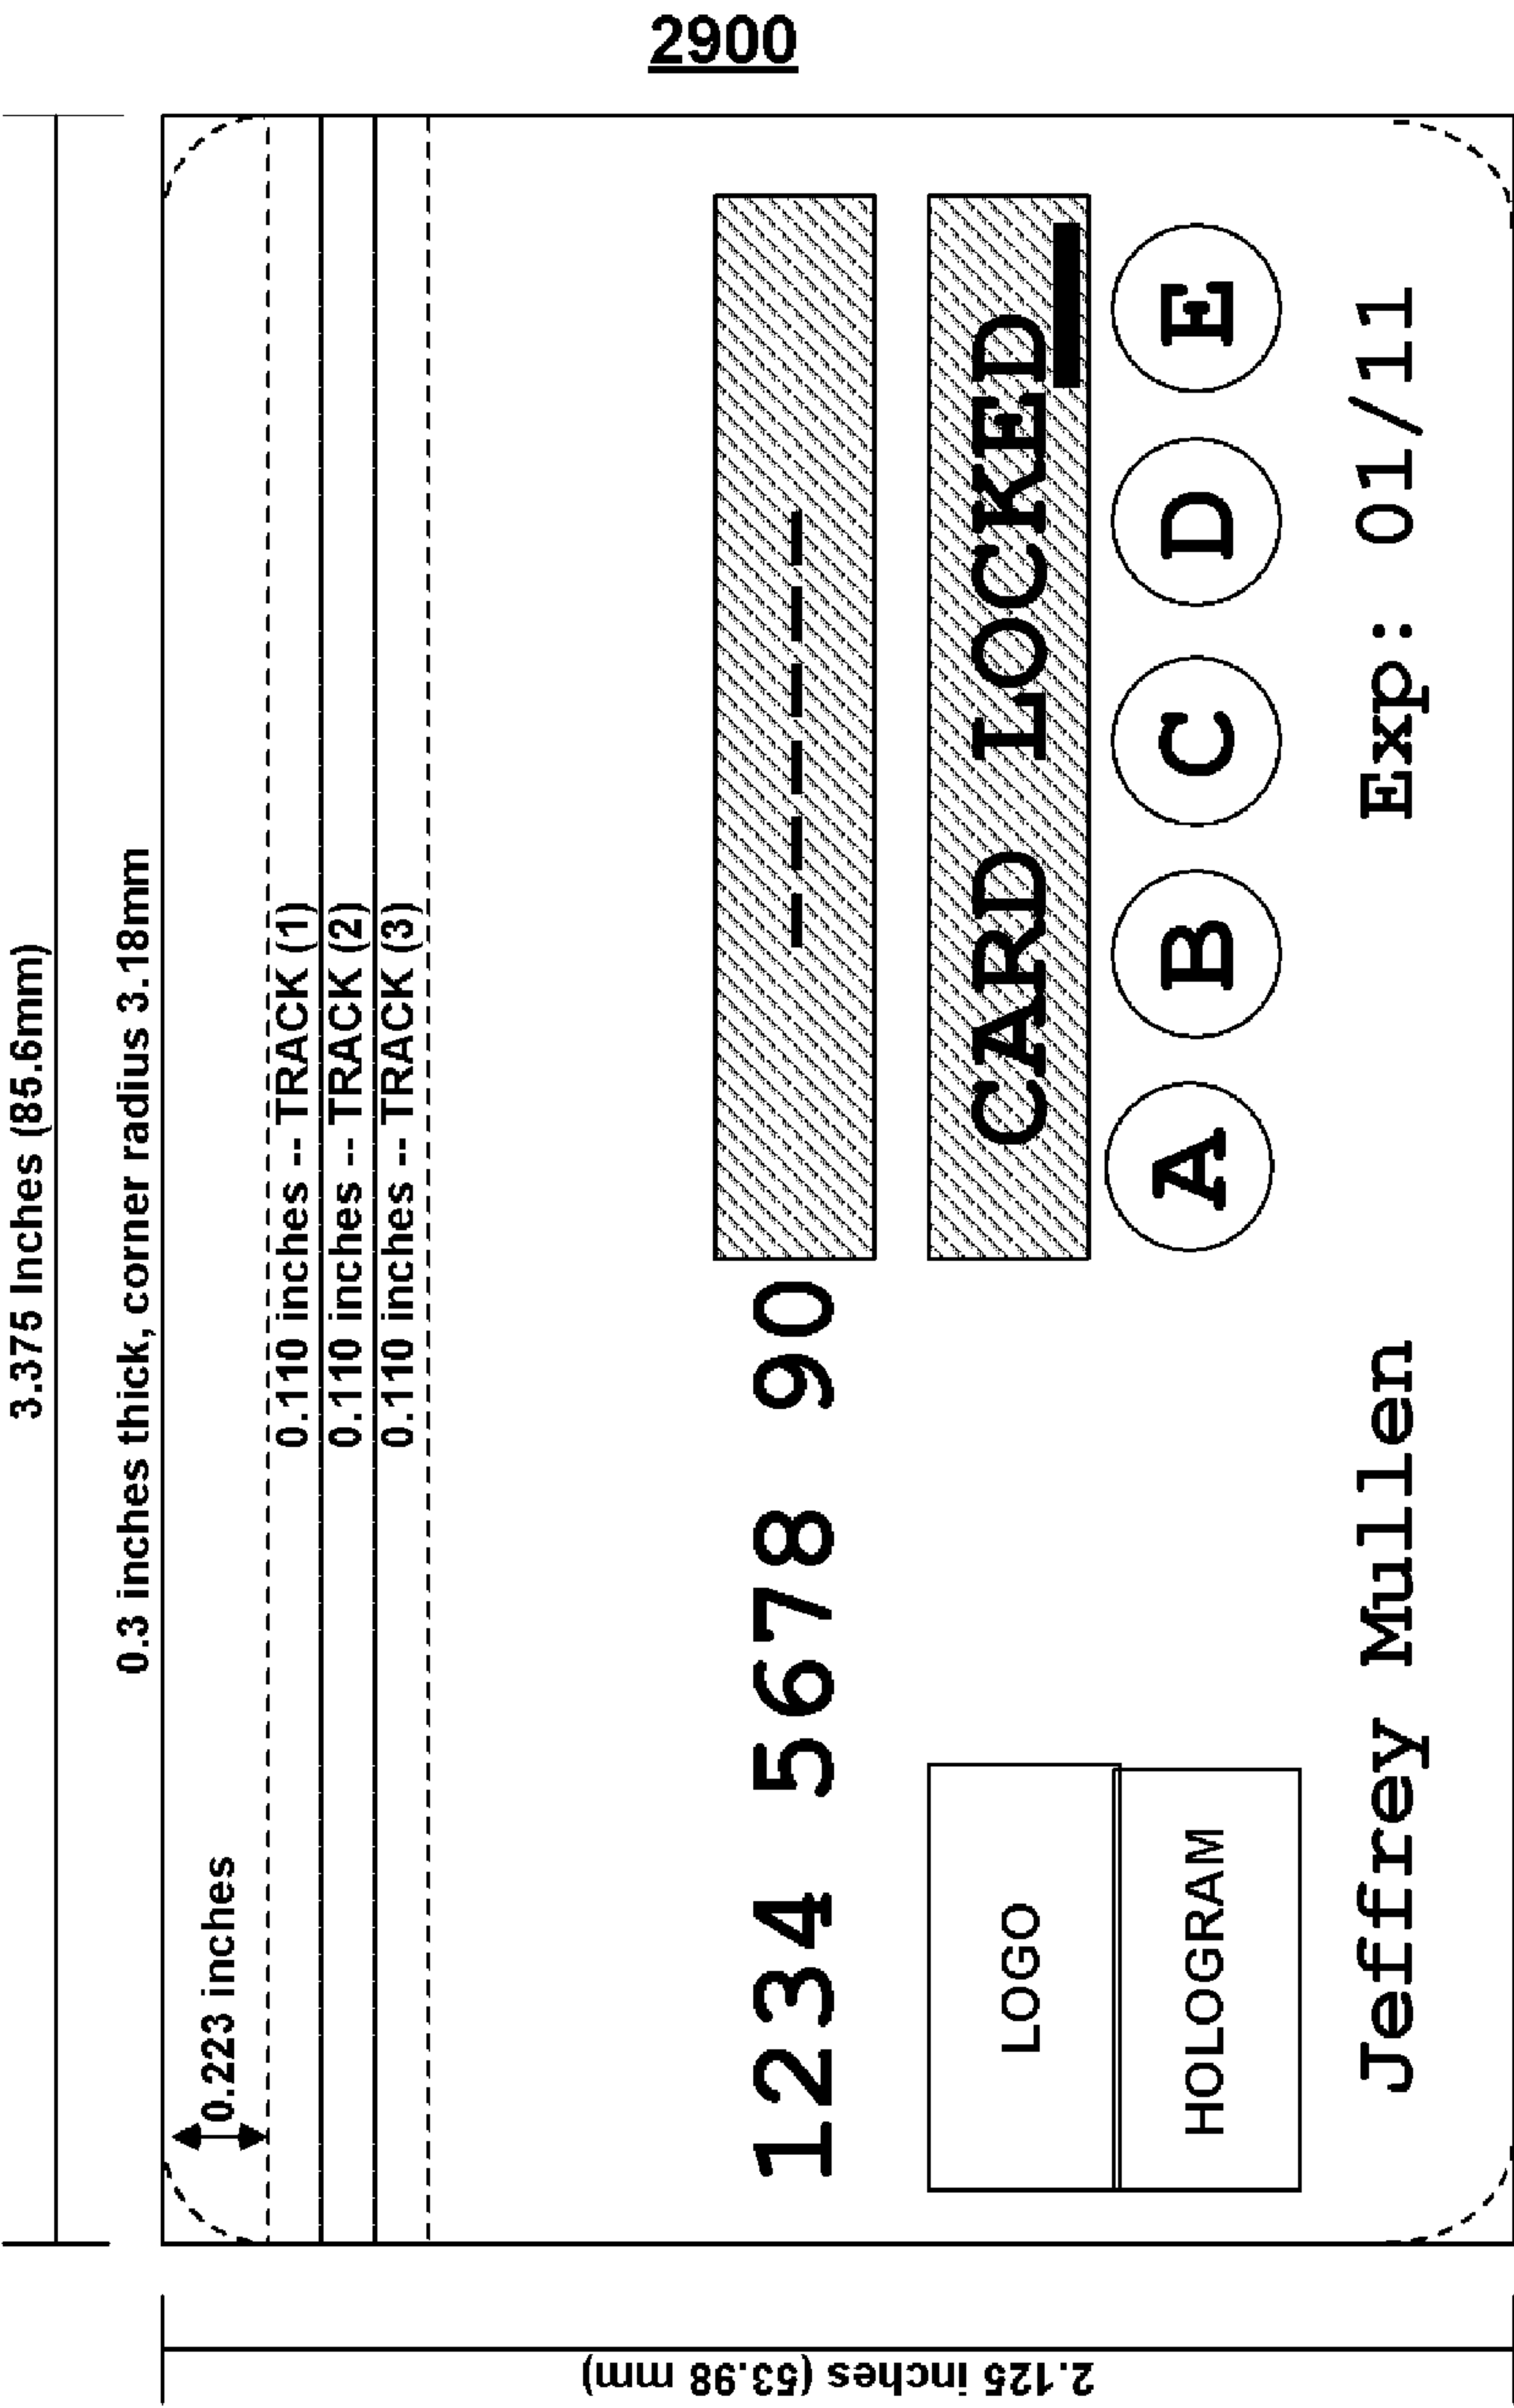 2900
3.375 Inches (85.6mm)
0.3 inches thick, corner radius 3.18mm
0.223 inches
0.110 inches -- TRACK (1)
0.110 inches -- TRACK (2)
0.110 inches -- TRACK (3)
1234 5678 90 ------
LOGO
CARD LOCKED
HOLOGRAM
A B C D E
Jeffrey Mullen Exp: 01/11
2.125 inches (53.98 mm)